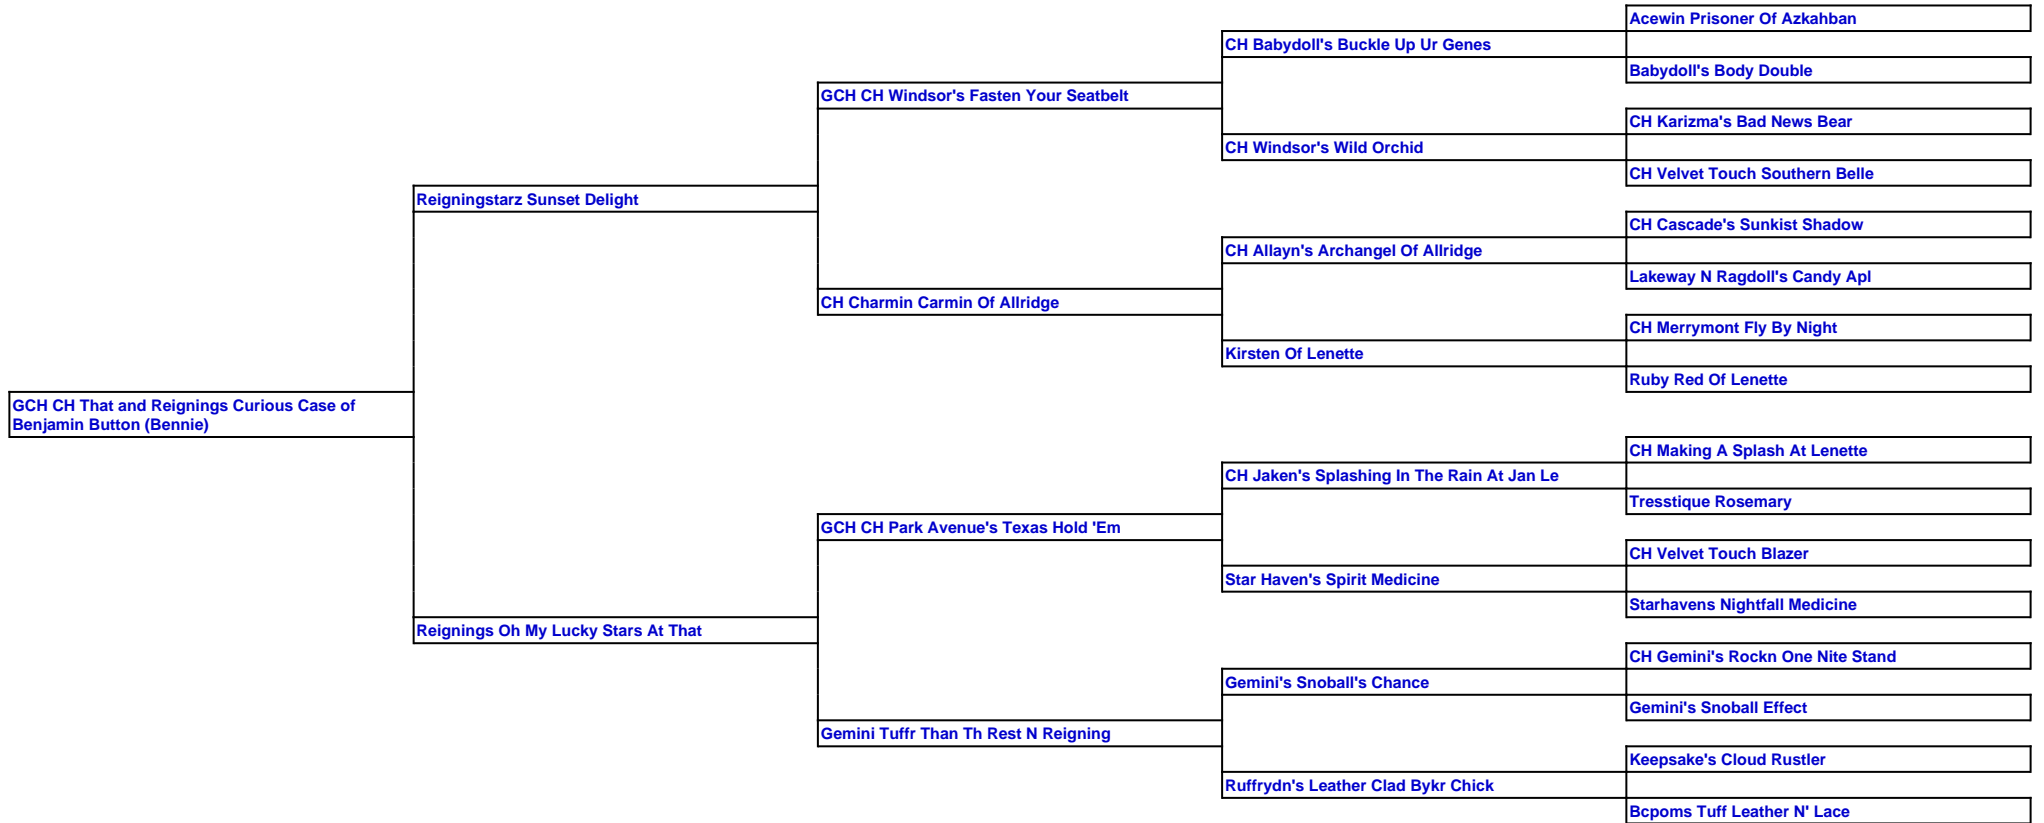 Acewin Prisoner Of Azkahban
CH Babydoll's Buckle Up Ur Genes
Babydoll's Body Double
GCH CH Windsor's Fasten Your Seatbelt
CH Karizma's Bad News Bear
CH Windsor's Wild Orchid
CH Velvet Touch Southern Belle
Reigningstarz Sunset Delight
CH Cascade's Sunkist Shadow
CH Allayn's Archangel Of Allridge
Lakeway N Ragdoll's Candy Apl
CH Charmin Carmin Of Allridge
CH Merrymont Fly By Night
Kirsten Of Lenette
Ruby Red Of Lenette
GCH CH That and Reignings Curious Case of
Benjamin Button (Bennie)
CH Making A Splash At Lenette
CH Jaken's Splashing In The Rain At Jan Le
Tresstique Rosemary
GCH CH Park Avenue's Texas Hold 'Em
CH Velvet Touch Blazer
Star Haven's Spirit Medicine
Starhavens Nightfall Medicine
Reignings Oh My Lucky Stars At That
CH Gemini's Rockn One Nite Stand
Gemini's Snoball's Chance
Gemini's Snoball Effect
Gemini Tuffr Than Th Rest N Reigning
Keepsake's Cloud Rustler
Ruffrydn's Leather Clad Bykr Chick
Bcpoms Tuff Leather N' Lace